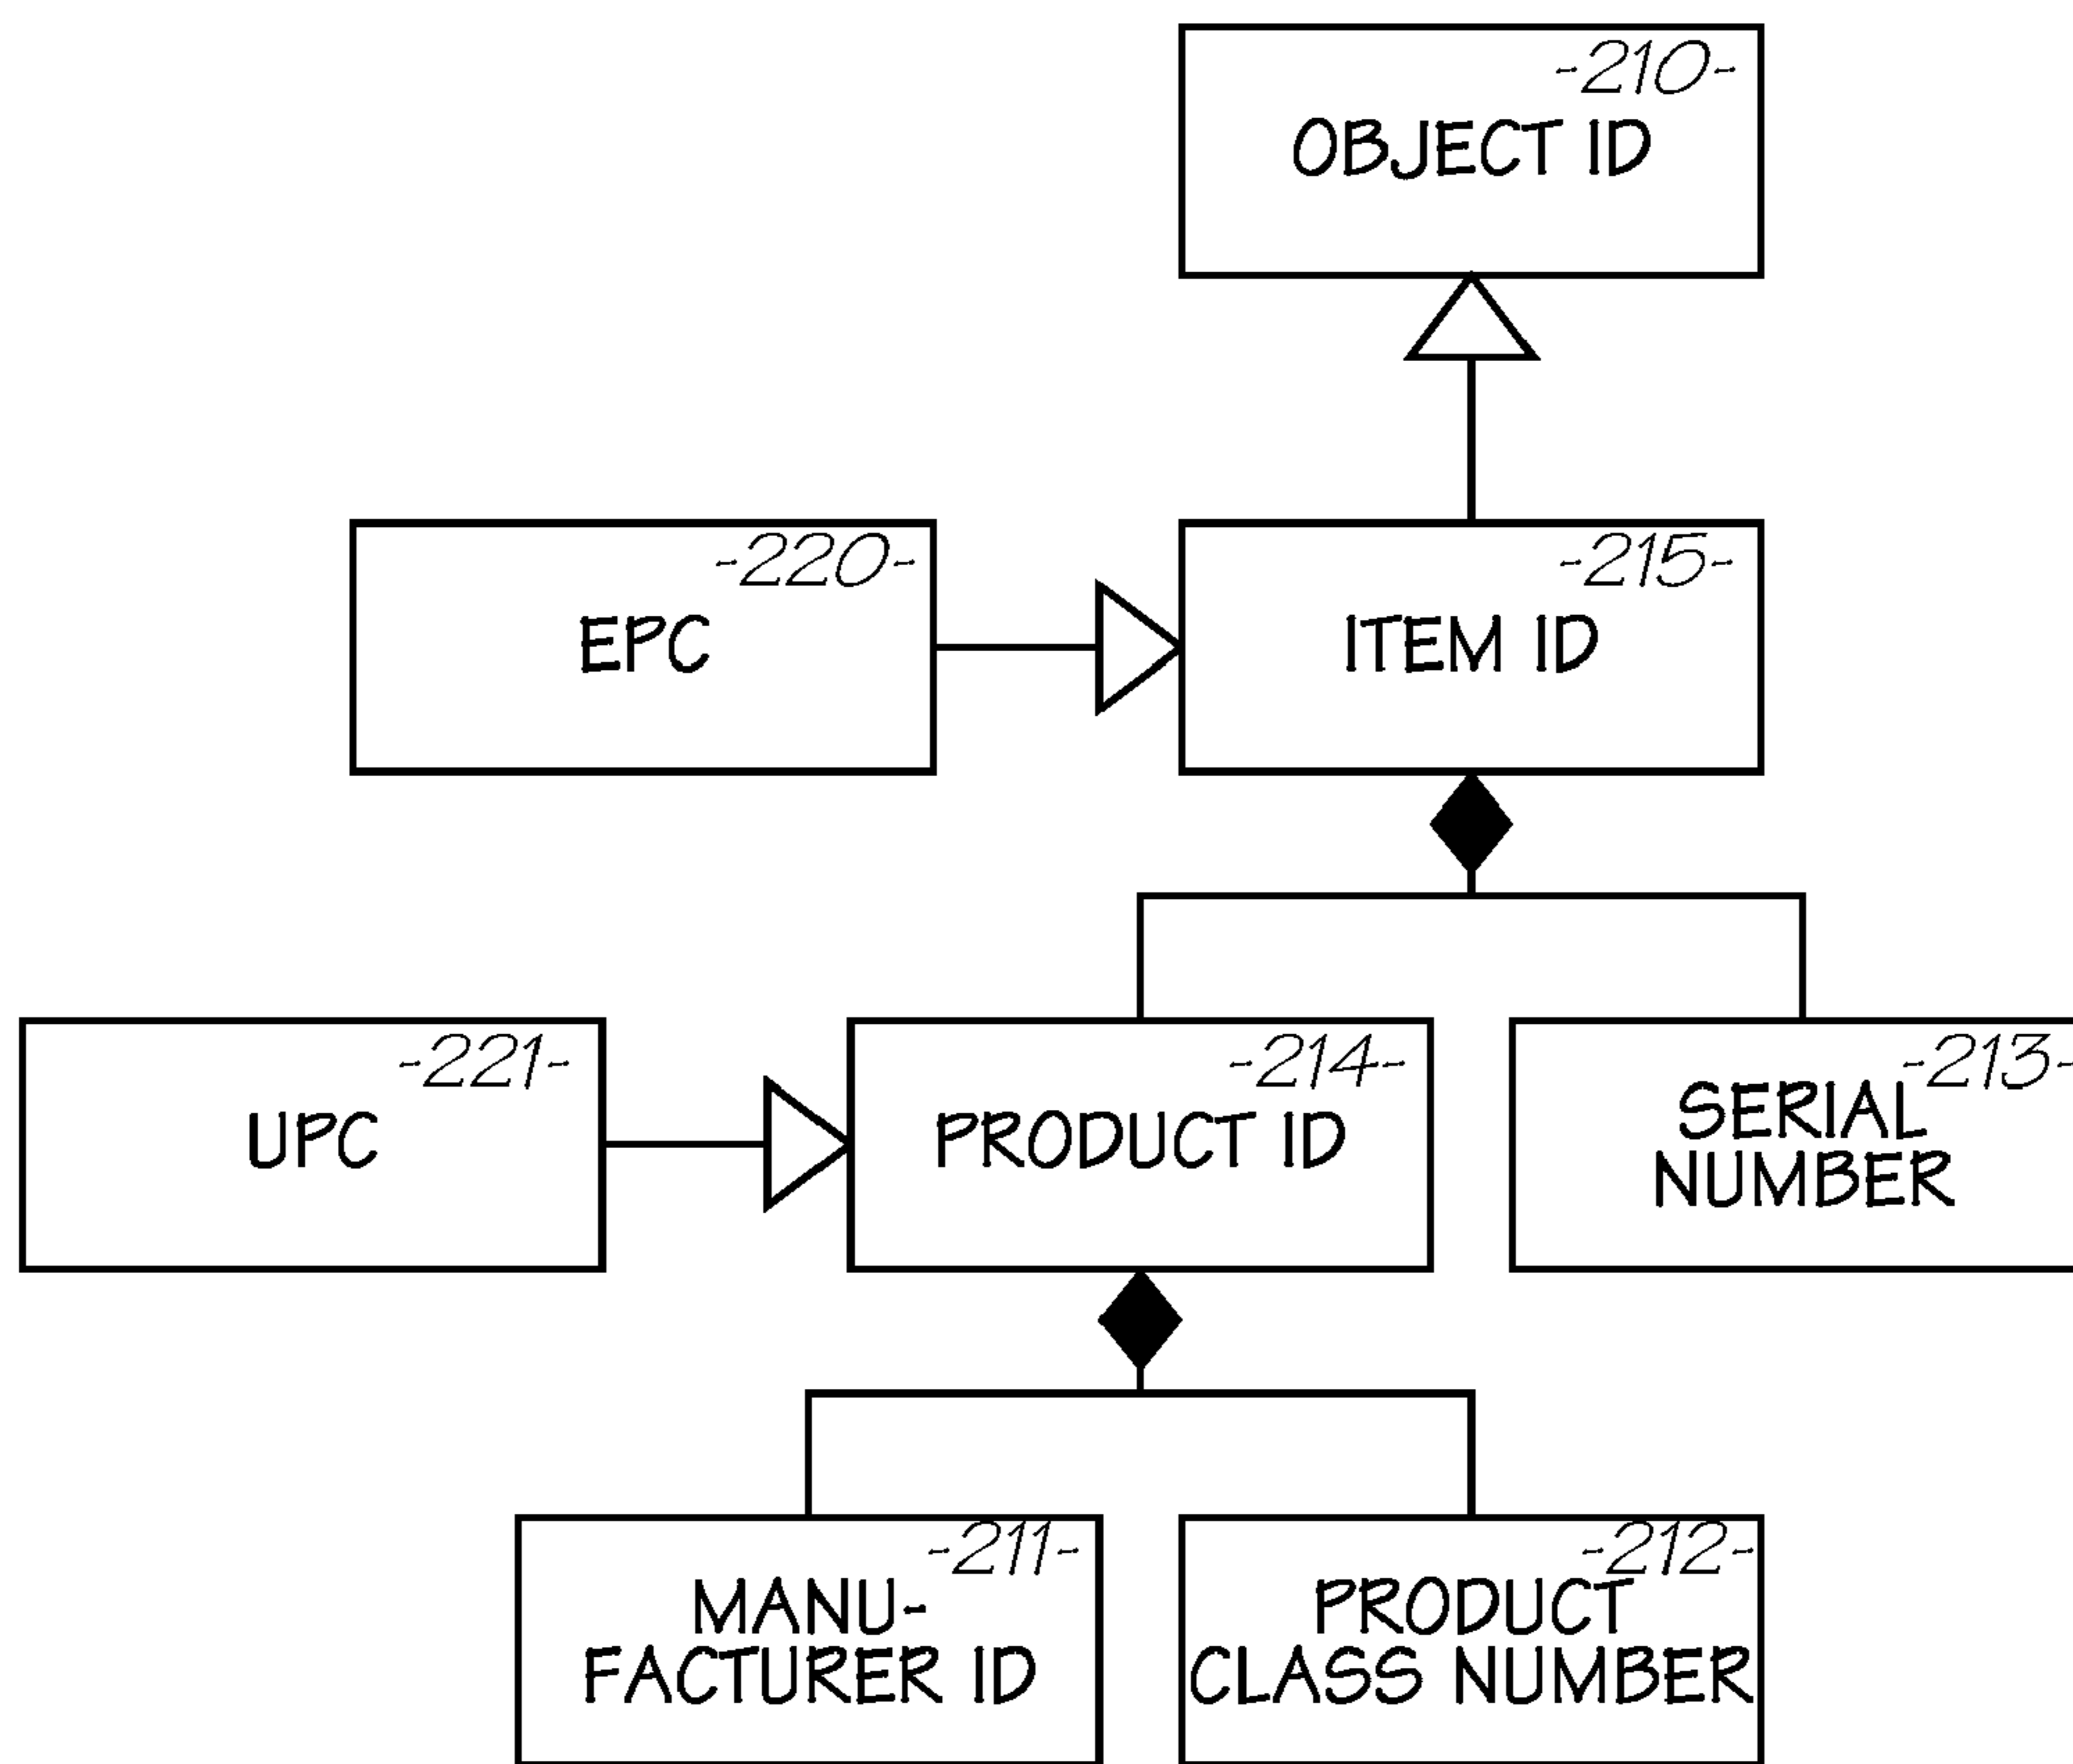 -210-
OBJECT ID
-220-
EPC
-215-
ITEM ID
-221-
UPC
-214-
PRODUCT ID
-213-
SERIAL
NUMBER
-211-
MANU-
FACTURER ID
-212-
PRODUCT
CLASS NUMBER